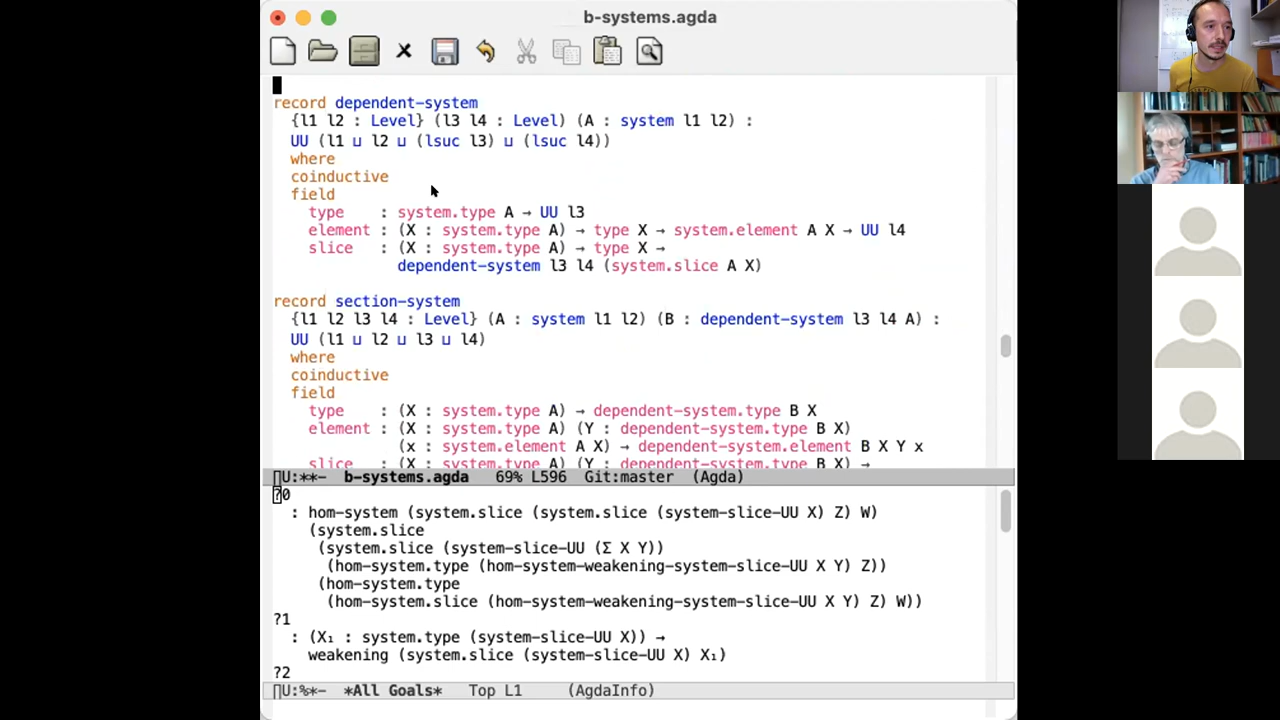 b-systems.agda
record dependent-system
{l1 l2 : Level} (l3 l4 : Level) (A : system l1 l2) :
UU (l1 ⊔ l2 ⊔ (lsuc l3) ⊔ (lsuc l4))
where
coinductive
field
type : system.type A → UU l3
element : (X : system.type A) → type X → system.element A X → UU l4
slice : (X : system.type A) → type X →
dependent-system l3 l4 (system.slice A X)
record section-system
{l1 l2 l3 l4 : Level} (A : system l1 l2) (B : dependent-system l3 l4 A) :
UU (l1 ⊔ l2 ⊔ l3 ⊔ l4)
where
coinductive
field
type : (X : system.type A) → dependent-system.type B X
element : (X : system.type A) (Y : dependent-system.type B X)
(x : system.element A X) → dependent-system.element B X Y x
slice : (X : system.type A) (Y : dependent-system.type B X) →
U:**- b-systems.agda 69% L596 Git:master (Agda)
?0
: hom-system (system.slice (system.slice (system-slice-UU X) Z) W)
(system.slice
(system.slice (system-slice-UU (Σ X Y))
(hom-system.type (hom-system-weakening-system-slice-UU X Y) Z))
(hom-system.type
(hom-system.slice (hom-system-weakening-system-slice-UU X Y) Z) W))
?1
: (X₁ : system.type (system-slice-UU X)) →
weakening (system.slice (system-slice-UU X) X₁)
?2
U:%*- *All Goals* Top L1 (AgdaInfo)